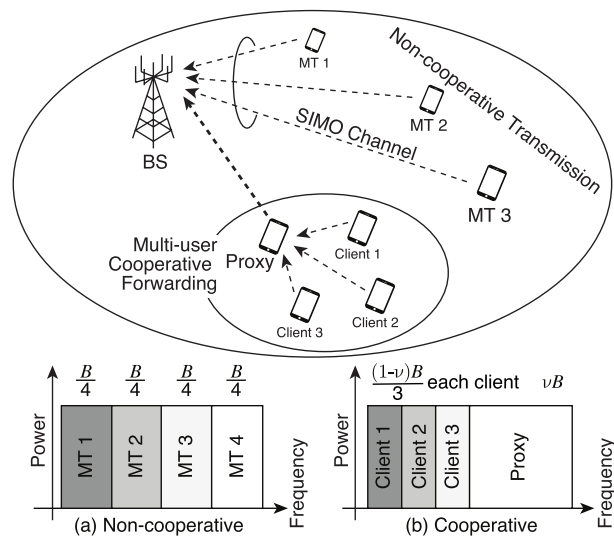 MT 1
Non-cooperative Transmission
MT 2
SIMO Channel
BS
MT 3
Multi-user
Cooperative
Forwarding
Proxy
Client 1
Client 2
Client 3
B/4 B/4 B/4 B/4
(1-ν)B/3 each client νB
Power
MT 1
MT 2
MT 3
MT 4
Frequency
(a) Non-cooperative
Power
Client 1
Client 2
Client 3
Proxy
Frequency
(b) Cooperative